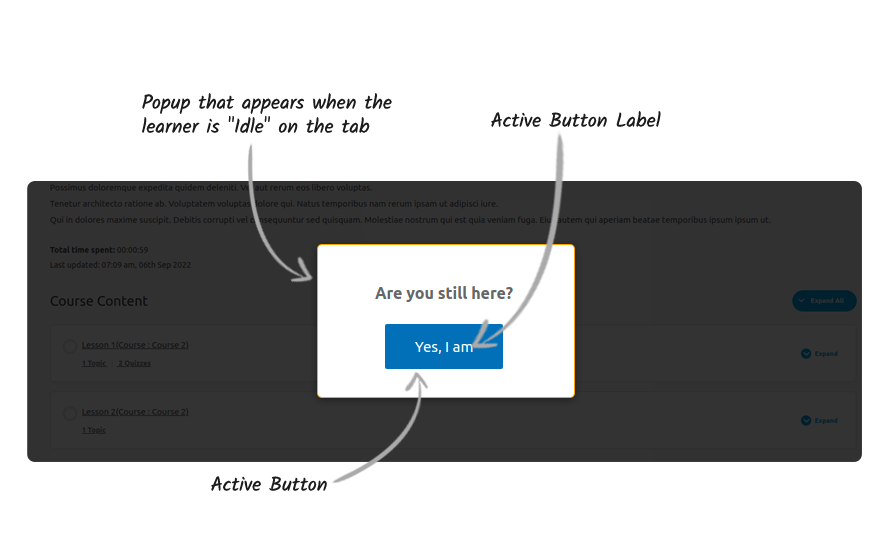 Popup that appears when the
learner is "Idle" on the tab
Active Button Label
Possimus doloremque expedita quidem deleniti. aut rerum eos libero voluptas.
Tenetur architecto ratione ab. Voluptatem voluptas dolore qui. Natus temporibus nam rerum ipsum ut adipisci iure.
Qui in dolores maxime suscipit. Debitis corrupti vel consequuntur sed quisquam. Molestiae nostrum qui est quia veniam fuga. autem qui aperiam beatae temporibus ipsum ipsum ut.
Total time spent: 00:00:59
Last updated: 07:09 am, 06th Sep 2022
Are you still here?
Course Content
Expand All
Yes, I am
Lesson 1(Course : Course 2)
Expand
1 Topic | 2 Quizzes
Lesson 2(Course : Course 2)
Expand
1 Topic
Active Button